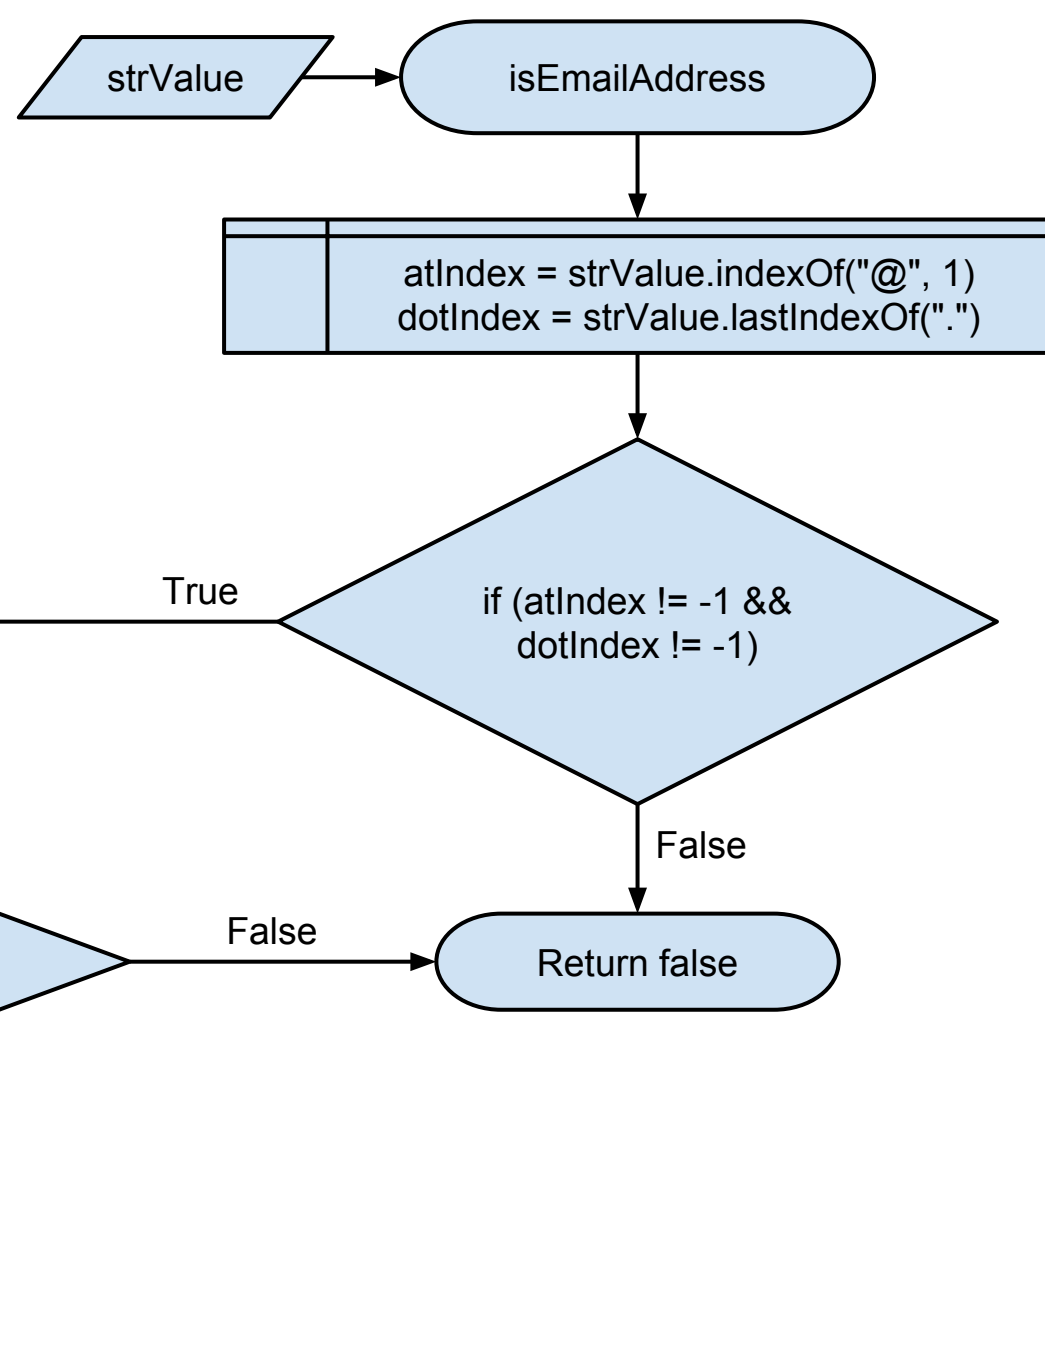 strValue
isEmailAddress
atIndex = strValue.indexOf("@", 1)
dotIndex = strValue.lastIndexOf(".")
True
if (atIndex != -1 &&
dotIndex != -1)
False
False
Return false